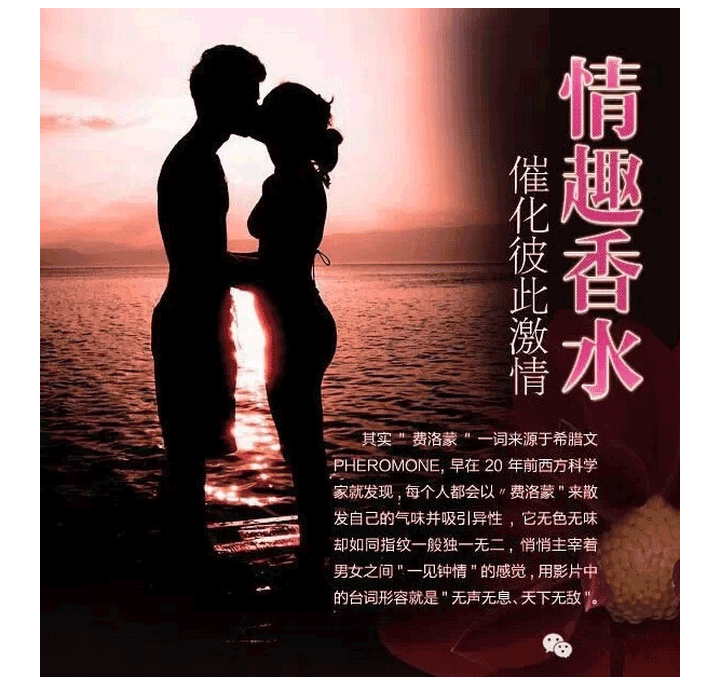 情趣香水
催化彼此激情
其实 " 费洛蒙 " 一词来源于希腊文
PHEROMONE, 早在 20 年前西方科学
家就发现 , 每个人都会以 " 费洛蒙 " 来散
发自己的气味并吸引异性 , 它无色无味
却如同指纹一般独一无二 , 悄悄主宰着
男女之间 " 一见钟情 " 的感觉 , 用影片中
的台词形容就是 " 无声无息、天下无敌 "。